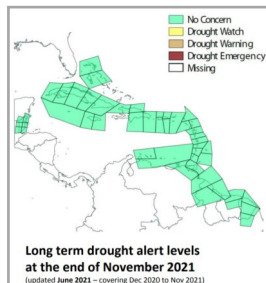 No Concern
Drought Watch
Drought Warning
Drought Emergency
Missing
Long term drought alert levels
at the end of November 2021
(updated June 2021 – covering Dec 2020 to Nov 2021)